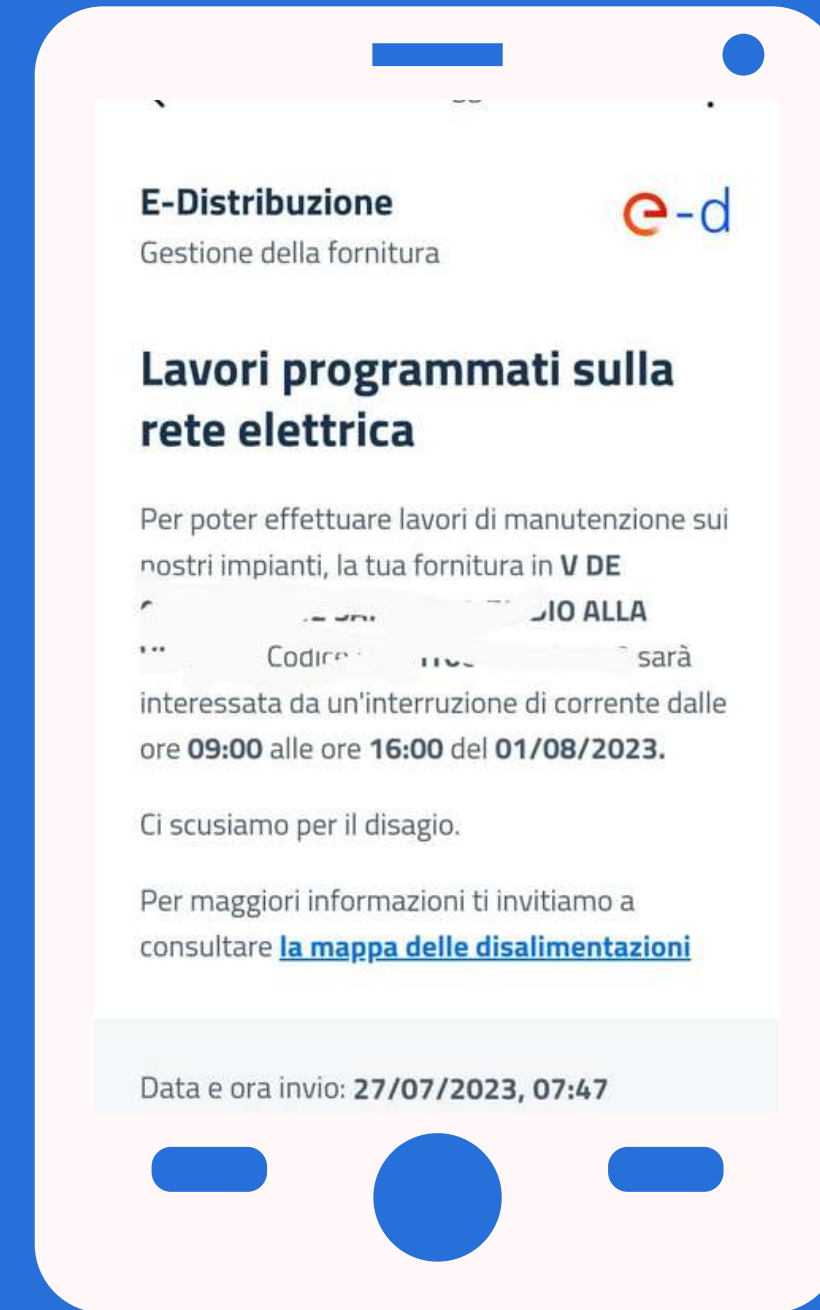 E-Distribuzione
e-d
Gestione della fornitura
Lavori programmati sulla
rete elettrica
Per poter effettuare lavori di manutenzione sui
nostri impianti, la tua fornitura in V DE
ALLA
sarà
interessata da un'interruzione di corrente dalle
ore 09:00 alle ore 16:00 del 01/08/2023.
Ci scusiamo per il disagio.
Per maggiori informazioni ti invitiamo a
consultare la mappa delle disalimentazioni
Data e ora invio: 27/07/2023, 07:47